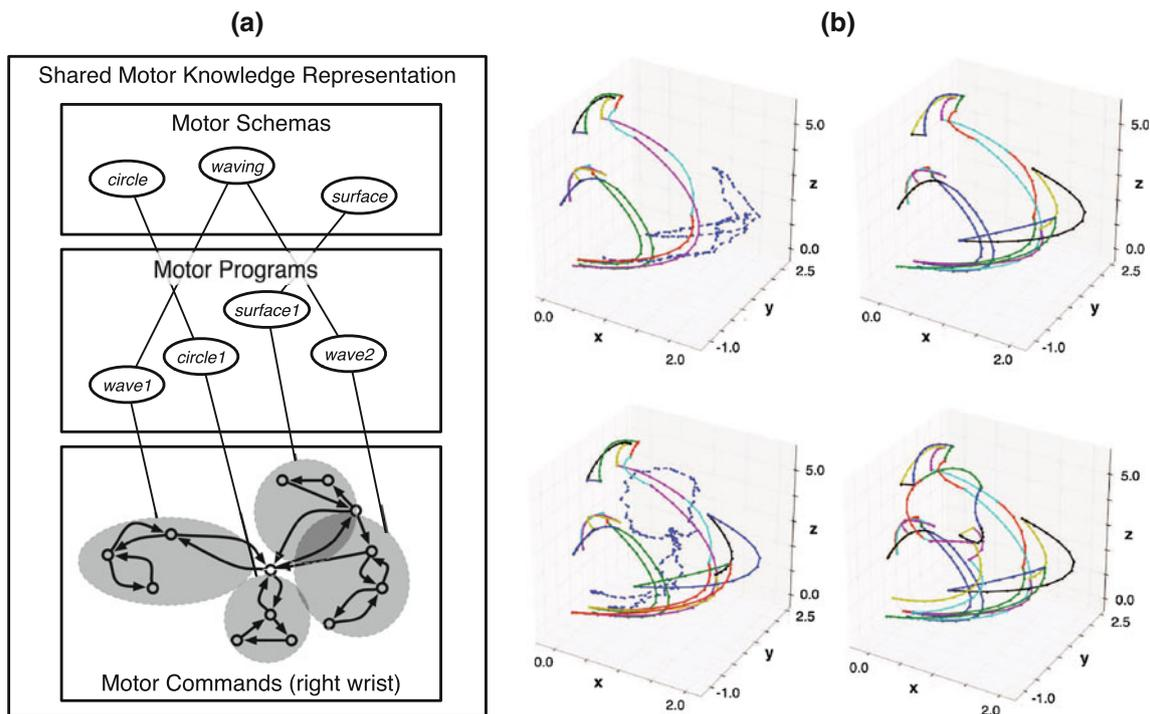 (a)
Shared Motor Knowledge Representation
Motor Schemas
circle
waving
surface
Motor Programs
surface1
circle1
wave2
wave1
Motor Commands (right wrist)
(b)
5.0
z
0.0
2.5
y
-1.0
2.0
x
0.0
5.0
z
0.0
2.5
y
-1.0
2.0
x
0.0
5.0
z
0.0
2.5
y
-1.0
2.0
x
0.0
5.0
z
0.0
2.5
y
-1.0
2.0
x
0.0